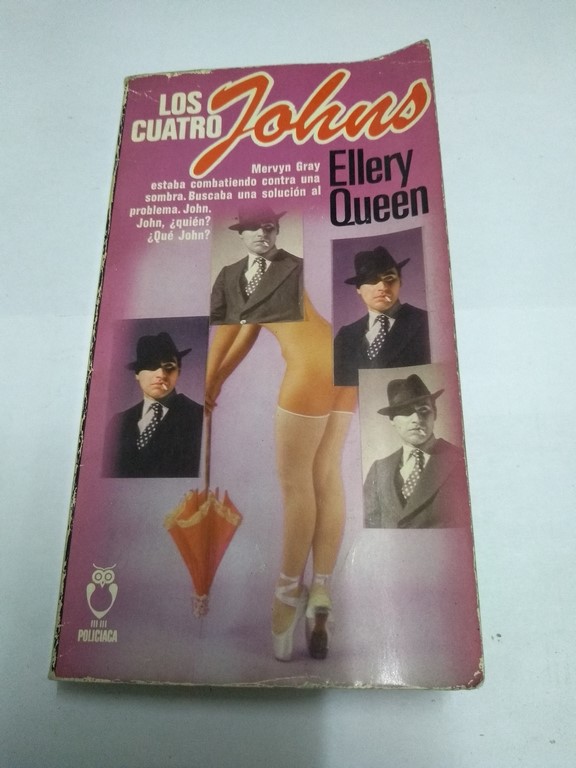 LOS
CUATRO Johns
Mervyn Gray
estaba combatiendo contra una
sombra. Buscaba una solución al
problema. John.
John, ¿quién?
¿Qué John?
Ellery
Queen
POLICIACA